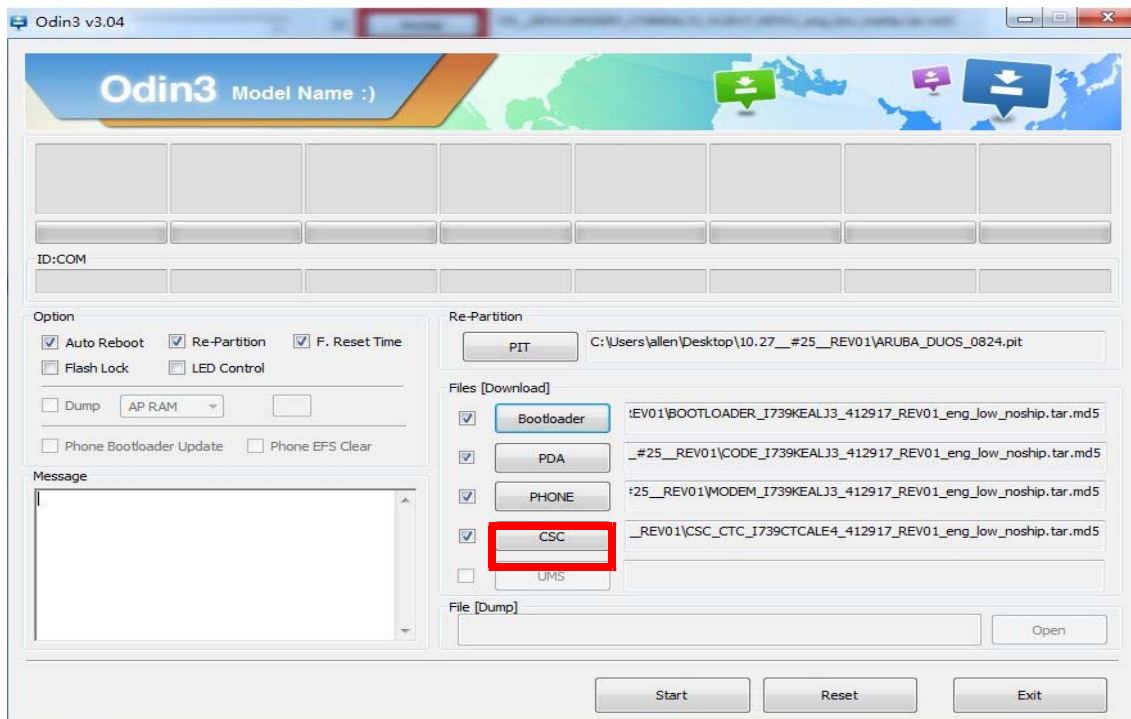 Odin3 v3.04
Odin3 Model Name :)
ID:COM
Option
Auto Reboot Re-Partition F. Reset Time
Flash Lock LED Control
Dump AP RAM
Phone Bootloader Update Phone EFS Clear
Message
Re-Partition
PIT C:\Users\allen\Desktop\10.27__#25__REV01\ARUBA_DUOS_0824.pit
Files [Download]
Bootloader EV01\BOOTLOADER_I739KEALJ3_412917_REV01_eng_low_noship.tar.md5
PDA _#25__REV01\CODE_I739KEALJ3_412917_REV01_eng_low_noship.tar.md5
PHONE #25__REV01\MODEM_I739KEALJ3_412917_REV01_eng_low_noship.tar.md5
CSC __REV01\CSC_CTC_I739CTCALE4_412917_REV01_eng_low_noship.tar.md5
UMS
File [Dump]
Open
Start Reset Exit